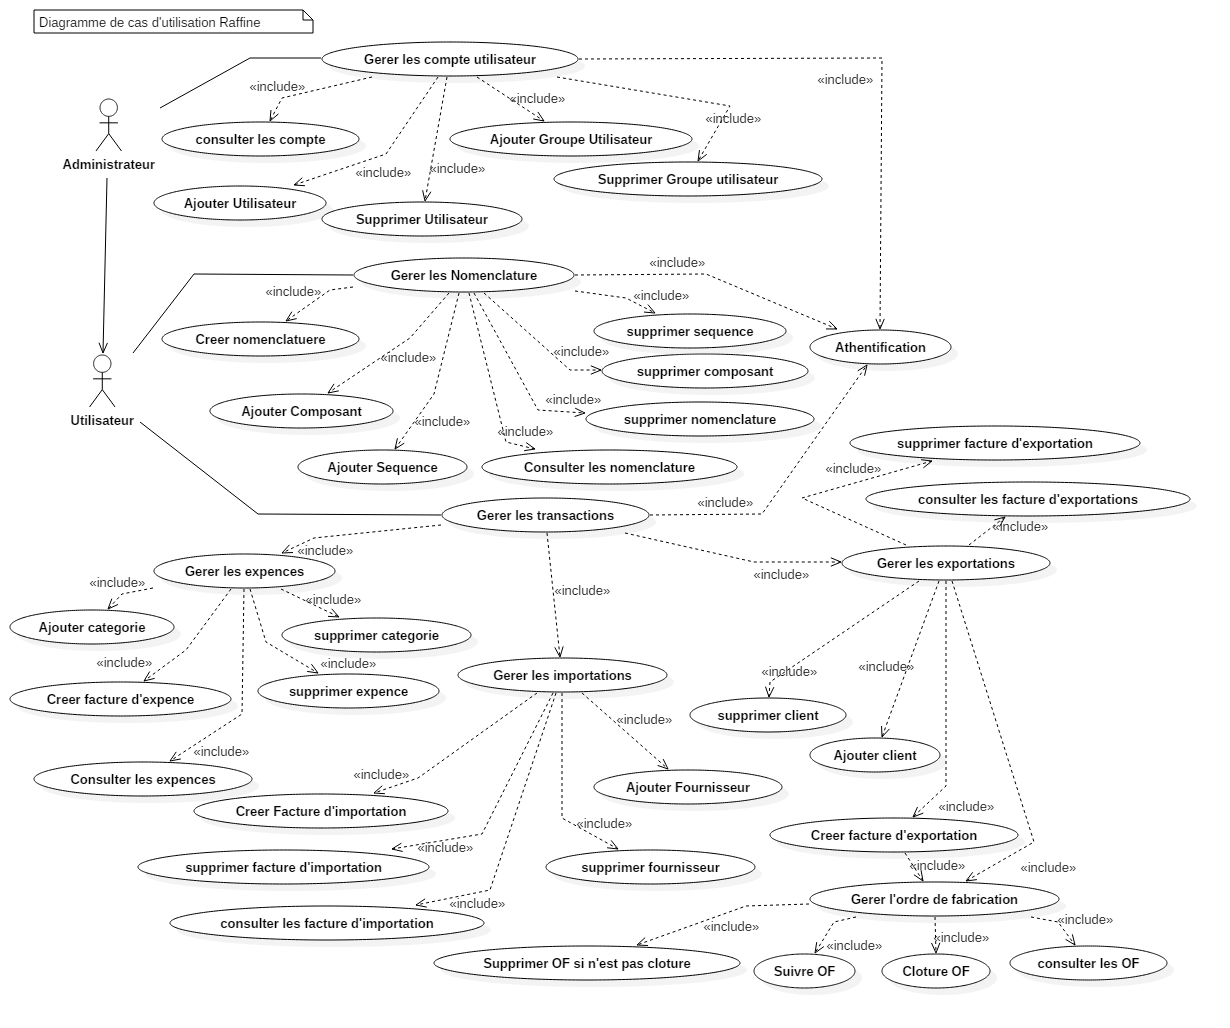 Diagramme de cas d'utilisation Raffine
Gerer les compte utilisateur
«include»
«include»
«include»
«include»
consulter les compte
Ajouter Groupe Utilisateur
Administrateur
«include»
«include»
Supprimer Groupe utilisateur
Ajouter Utilisateur
Supprimer Utilisateur
«include»
Gerer les Nomenclature
«include»
«include»
supprimer sequence
Creer nomenclatuere
Athentification
«include»
«include»
supprimer composant
«include»
Ajouter Composant
Utilisateur
supprimer nomenclature
«include»
«include»
supprimer facture d'exportation
Ajouter Sequence
Consulter les nomenclature
«include»
consulter les facture d'exportations
«include»
Gerer les transactions
«include»
«include»
Gerer les expences
Gerer les exportations
«include»
«include»
«include»
«include»
Ajouter categorie
supprimer categorie
«include»
«include»
«include»
«include»
Gerer les importations
Creer facture d'expence
supprimer expence
supprimer client
«include»
«include»
Ajouter client
Consulter les expences
«include»
Ajouter Fournisseur
Creer Facture d'importation
«include»
«include»
Creer facture d'exportation
«include»
supprimer facture d'importation
supprimer fournisseur
«include»
«include»
«include»
Gerer l'ordre de fabrication
consulter les facture d'importation
«include»
«include»
«include»
«include»
Supprimer OF si n'est pas cloture
Suivre OF
Cloture OF
consulter les OF